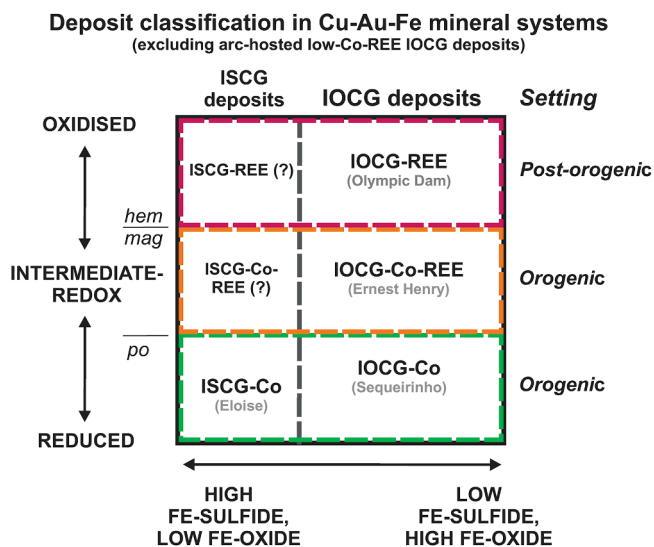 Deposit classification in Cu-Au-Fe mineral systems
(excluding arc-hosted low-Co-REE IOCG deposits)
ISCG
deposits
IOCG deposits
Setting
OXIDISED
ISCG-REE (?)
IOCG-REE
(Olympic Dam)
Post-orogenic
hem
mag
INTERMEDIATE-
REDOX
ISCG-Co-
REE (?)
IOCG-Co-REE
(Ernest Henry)
Orogenic
po
ISCG-Co
(Eloise)
IOCG-Co
(Sequeirinho)
Orogenic
REDUCED
HIGH
FE-SULFIDE,
LOW FE-OXIDE
LOW
FE-SULFIDE,
HIGH FE-OXIDE